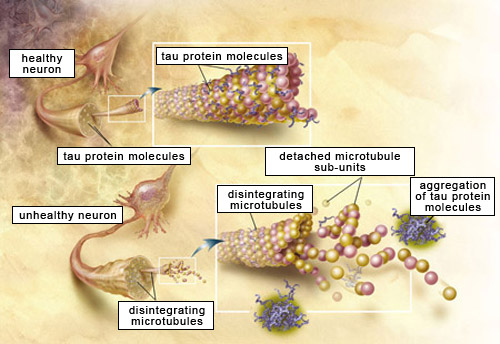 healthy
neuron
tau protein molecules
tau protein molecules
detached microtubule
sub-units
unhealthy neuron
disintegrating
microtubules
aggregation
of tau protein
molecules
disintegrating
microtubules